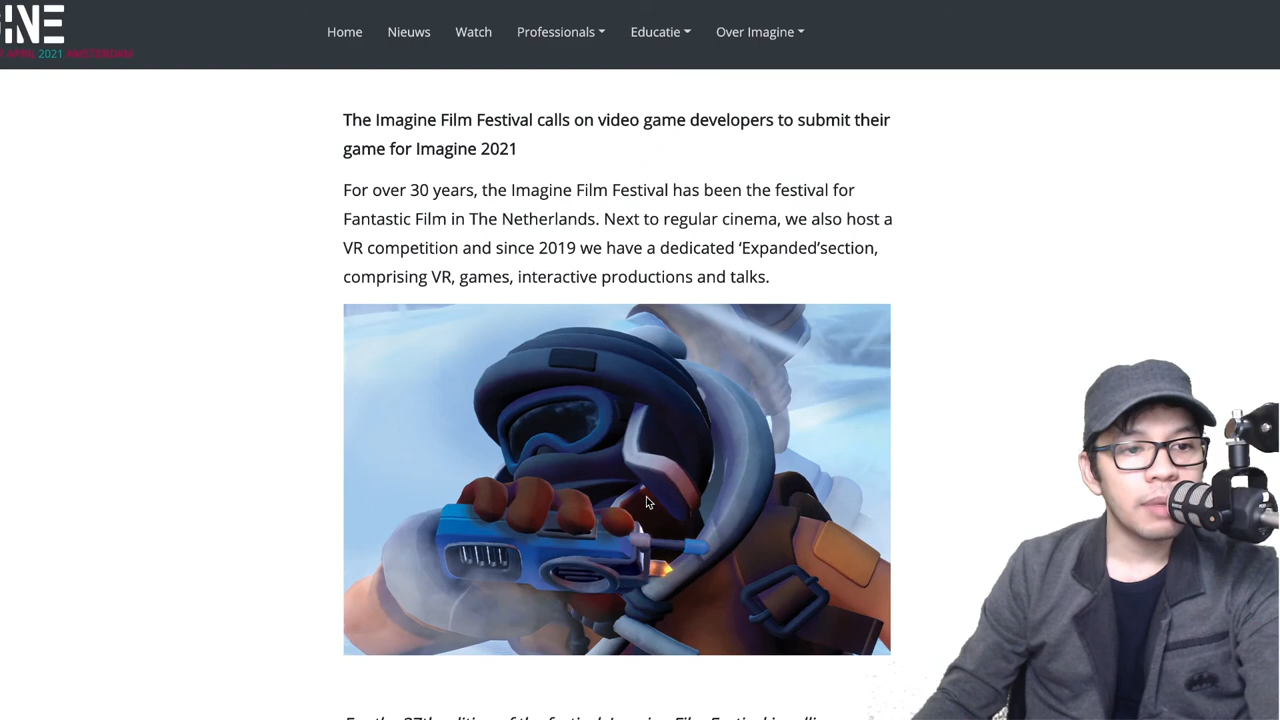 INE
2021 AMSTERDAM
Home Nieuws Watch Professionals Educatie Over Imagine
The Imagine Film Festival calls on video game developers to submit their
game for Imagine 2021
For over 30 years, the Imagine Film Festival has been the festival for
Fantastic Film in The Netherlands. Next to regular cinema, we also host a
VR competition and since 2019 we have a dedicated ‘Expanded’section,
comprising VR, games, interactive productions and talks.